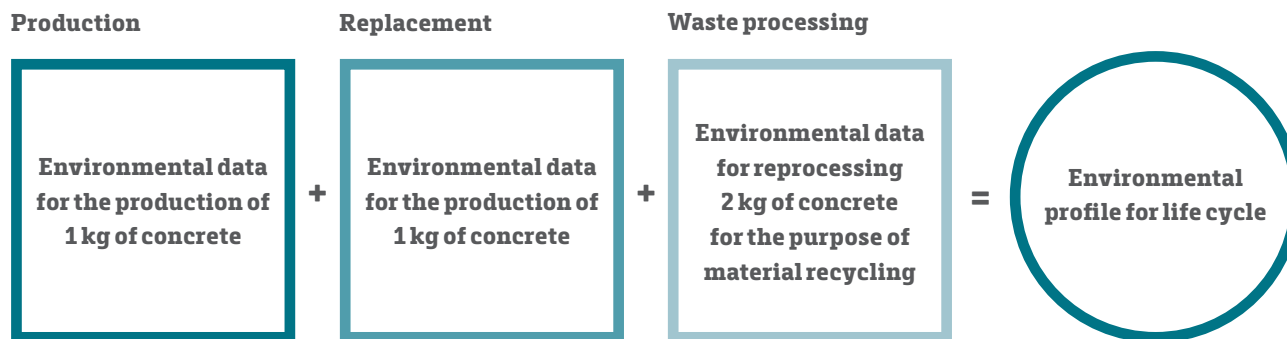 Production
Replacement
Waste processing
Environmental data
for the production of
1 kg of concrete
+
Environmental data
for the production of
1 kg of concrete
+
Environmental data
for reprocessing
2 kg of concrete
for the purpose of
material recycling
=
Environmental
profile for life cycle